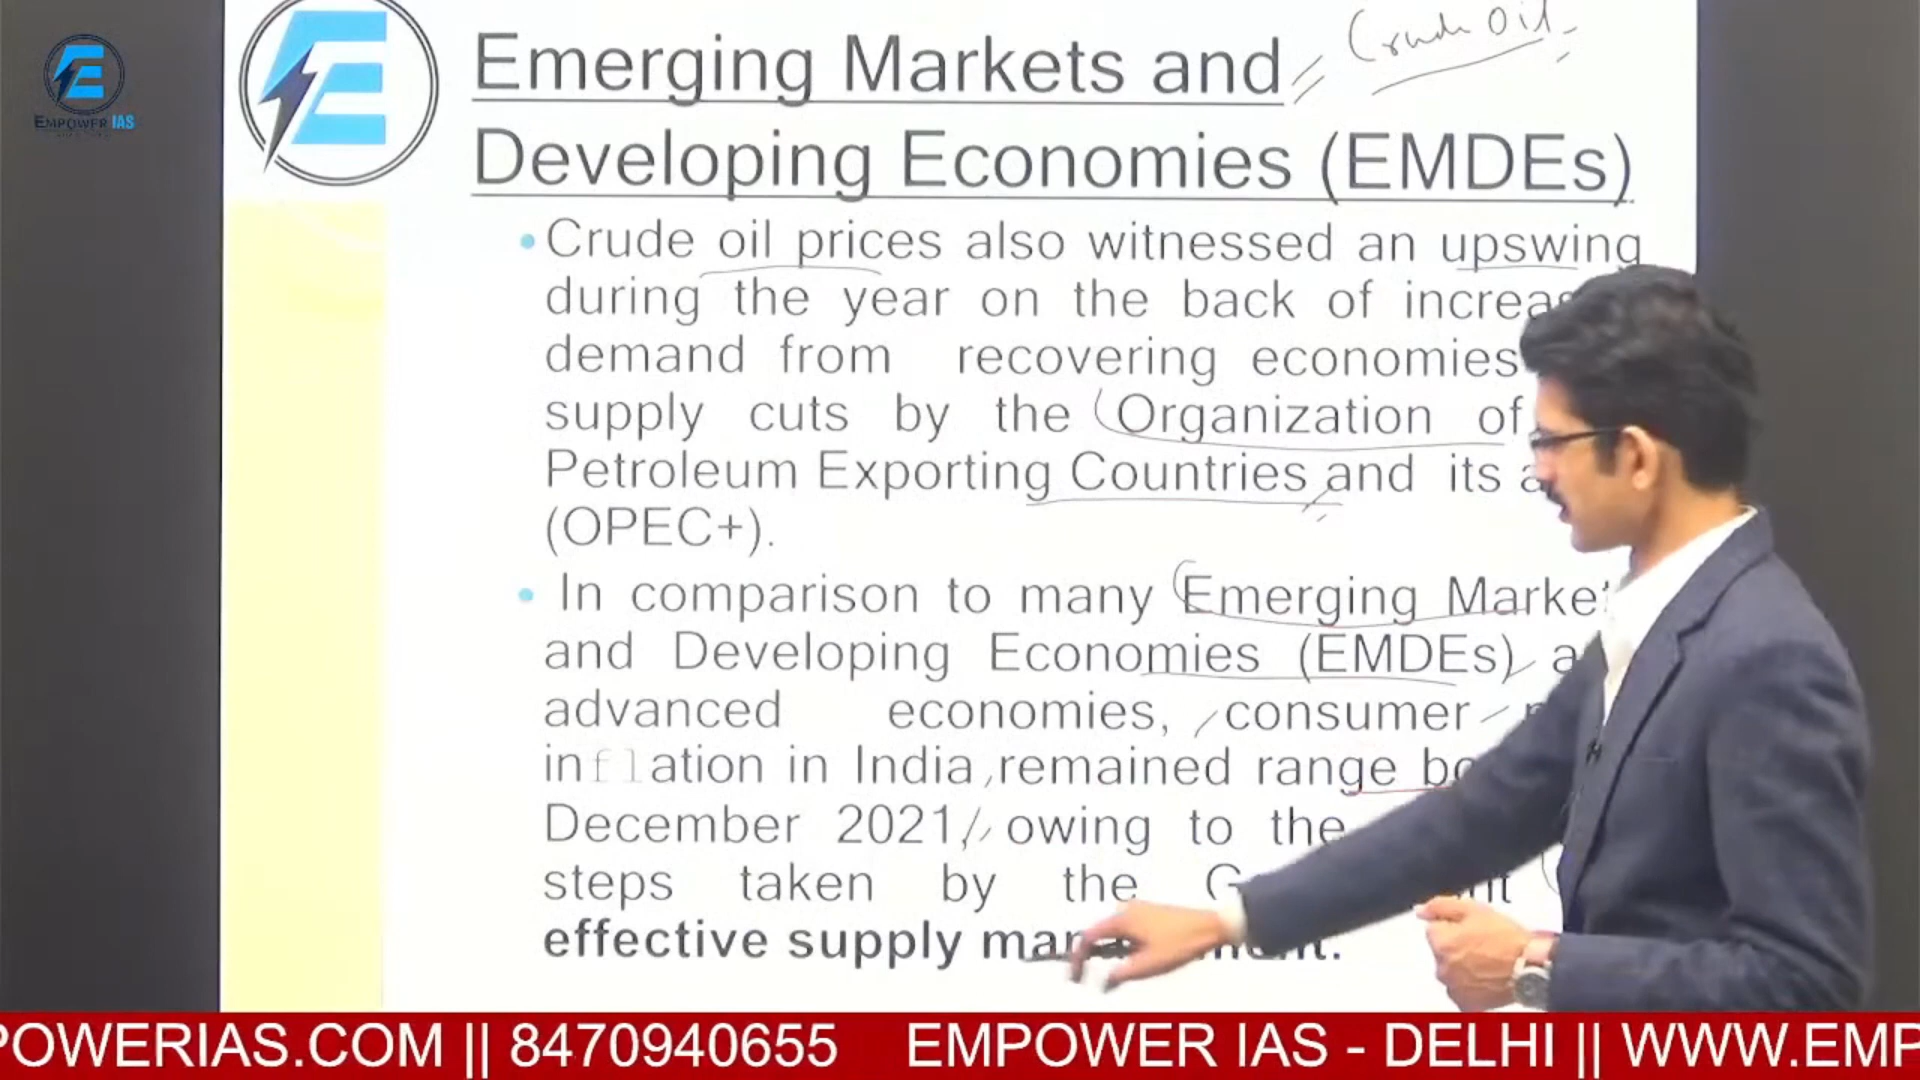 EMPOWER IAS
Crude Oil
Emerging Markets and
Developing Economies (EMDEs)
•Crude oil prices also witnessed an upswing
during the year on the back of
demand from recovering economies
supply cuts by the Organization of
Petroleum Exporting Countries and its
(OPEC+).
• In comparison to many Emerging
and Developing Economies (EMDEs)
advanced economies, consumer
inflation in India remained range
December 2021 owing to the
steps taken by the
effective supply
POWERIAS.COM || 8470940655 EMPOWER IAS - DELHI || WWW.EMP